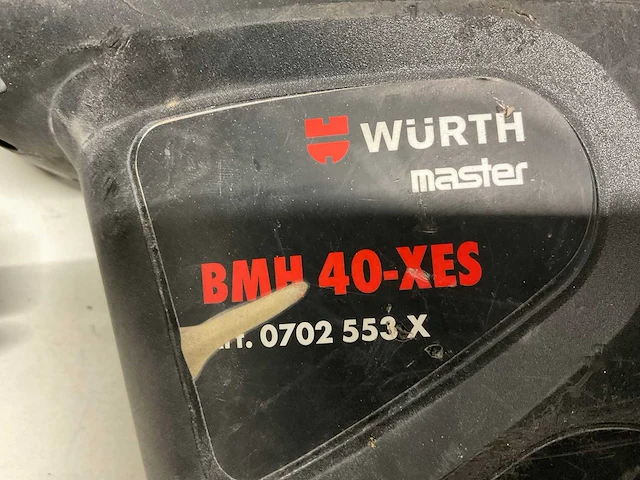 WÜRTH
master
BMH 40-XES
0702 553 X